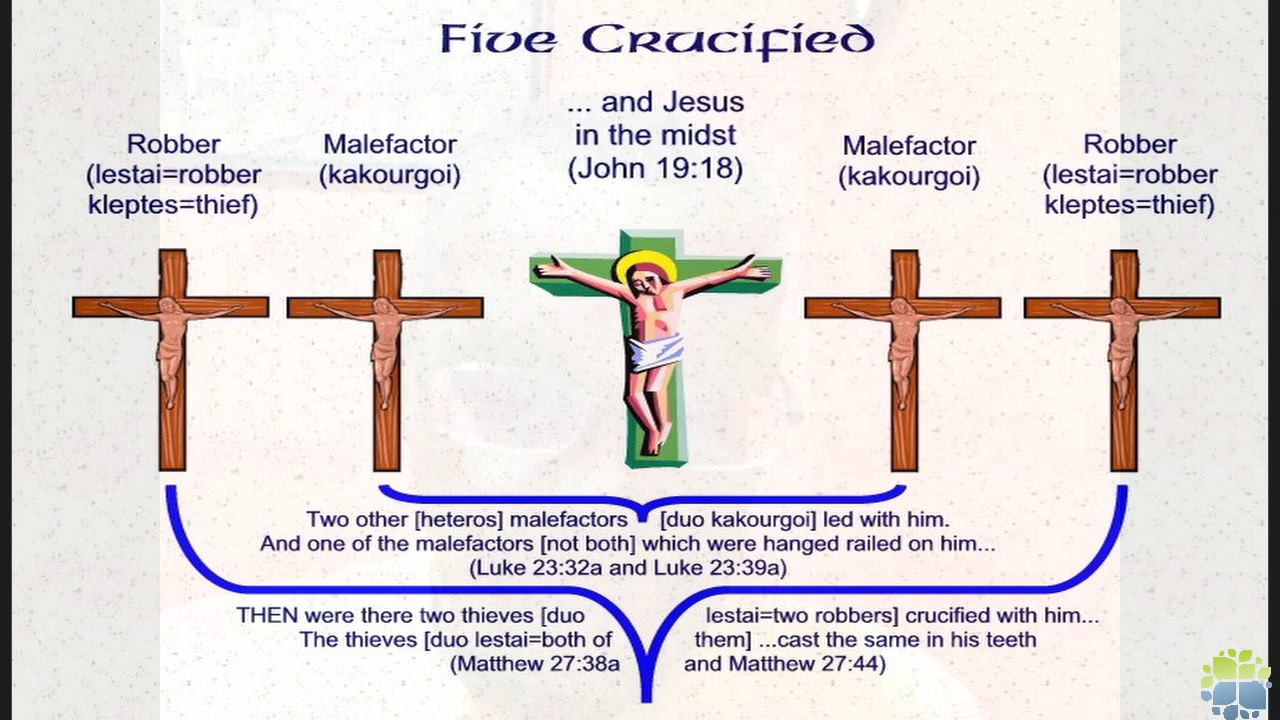 Five Crucified
... and Jesus
in the midst
(John 19:18)
Robber
(lestai=robber
kleptes=thief)
Malefactor
(kakourgoi)
Malefactor
(kakourgoi)
Robber
(lestai=robber
kleptes=thief)
Two other [heteros] malefactors [duo kakourgoi] led with him.
And one of the malefactors [not both] which were hanged railed on him...
(Luke 23:32a and Luke 23:39a)
THEN were there two thieves [duo lestai=two robbers] crucified with him...
The thieves [duo lestai=both of them] ...cast the same in his teeth
(Matthew 27:38a and Matthew 27:44)